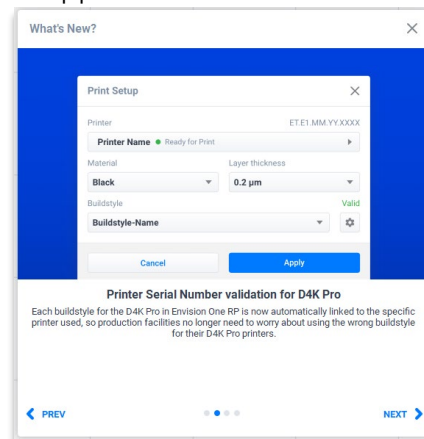 What's New?
Print Setup
Printer ET.E1.MM.YY.XXXX
Printer Name Ready for Print
Material Layer thickness
Black 0.2 µm
Buildstyle Valid
Buildstyle-Name
Cancel Apply
Printer Serial Number validation for D4K Pro
Each buildstyle for the D4K Pro in Envision One RP is now automatically linked to the specific
printer used, so production facilities no longer need to worry about using the wrong buildstyle
for their D4K Pro printers.
PREV NEXT